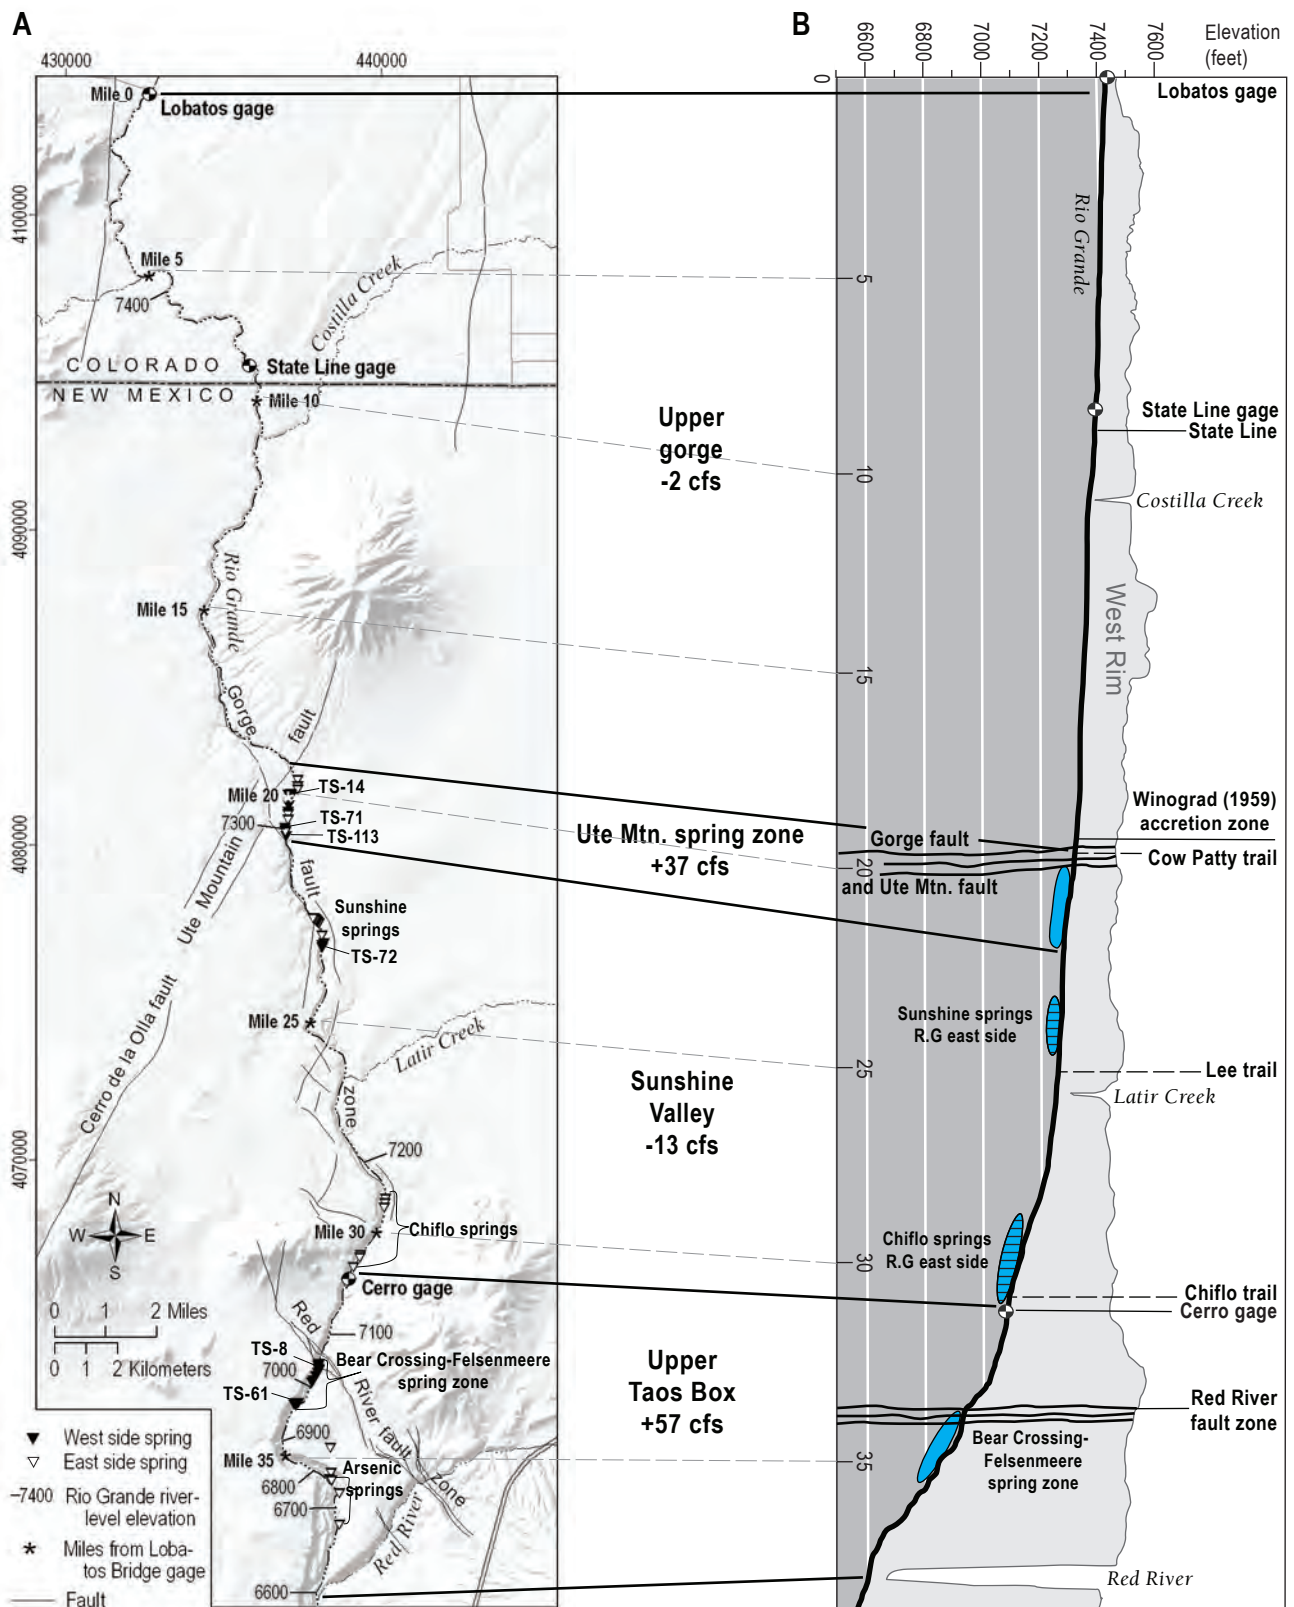 A
430000
440000
Mile 0
Lobatos gage
4100000
Mile 5
7400
Costilla Creek
COLORADO
State Line gage
NEW MEXICO
Mile 10
4090000
Rio Grande
Mile 15
Gorge
fault
TS-14
Mile 20
TS-71
7300
TS-113
4080000
Ute Mountain
fault
Sunshine
springs
TS-72
Cerro de la Olla fault
Mile 25
Latir Creek
zone
4070000
7200
N
W
E
S
Chiflo springs
Mile 30
Cerro gage
0 1 2 Miles
0 1 2 Kilometers
Red
7100
TS-8
7000
Bear Crossing-Felsenmeere
spring zone
TS-61
River fault
zone
6900
Mile 35
Arsenic
springs
6800
6700
Red River
6600
West side spring
East side spring
–7400 Rio Grande river-
level elevation
Miles from Loba-
tos Bridge gage
Fault
Upper
gorge
-2 cfs
Ute Mtn. spring zone
+37 cfs
Sunshine
Valley
-13 cfs
Upper
Taos Box
+57 cfs
B
6600
6800
7000
7200
7400
7600
Elevation
(feet)
0
Lobatos gage
Rio Grande
5
State Line gage
State Line
10
Costilla Creek
West Rim
15
Winograd (1959)
accretion zone
Gorge fault
Cow Patty trail
20
and Ute Mtn. fault
Sunshine springs
R.G east side
25
Lee trail
Latir Creek
Chiflo springs
R.G east side
30
Chiflo trail
Cerro gage
Red River
fault zone
Bear Crossing-
Felsenmeere
spring zone
35
Red River